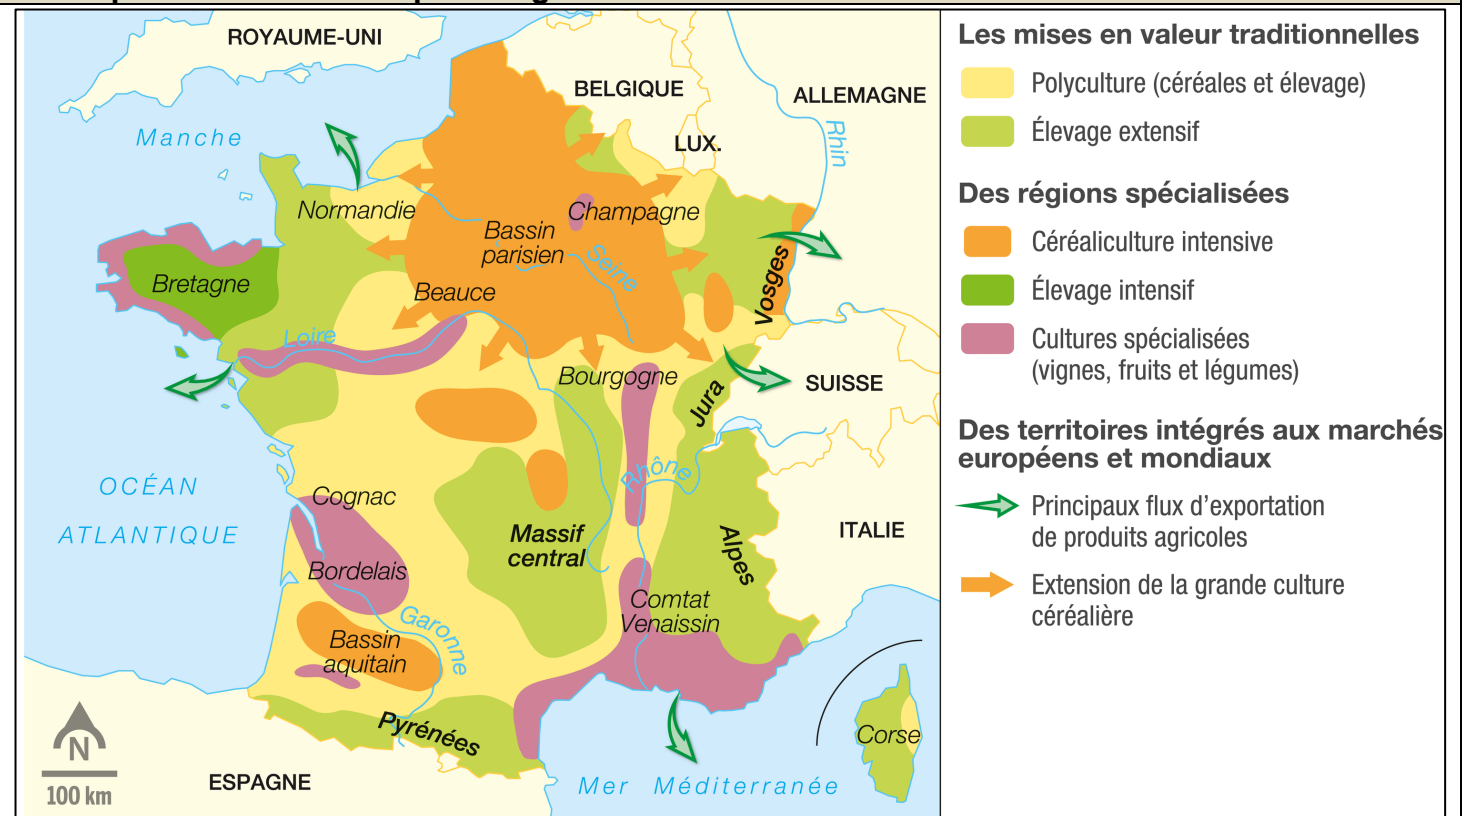 ROYAUME-UNI
BELGIQUE
ALLEMAGNE
LUX.
Rhin
Manche
Normandie
Champagne
Bassin
parisien
Seine
Vosges
Bretagne
Beauce
Loire
Bourgogne
Jura
SUISSE
Rhône
OCÉAN
ATLANTIQUE
Cognac
Massif
central
Alpes
ITALIE
Bordelais
Comtat
Venaissin
Garonne
Bassin
aquitain
Pyrénées
Corse
N
100 km
ESPAGNE
Mer Méditerranée
Les mises en valeur traditionnelles
Polyculture (céréales et élevage)
Élevage extensif
Des régions spécialisées
Céréaliculture intensive
Élevage intensif
Cultures spécialisées
(vignes, fruits et légumes)
Des territoires intégrés aux marchés
européens et mondiaux
Principaux flux d’exportation
de produits agricoles
Extension de la grande culture
céréalière